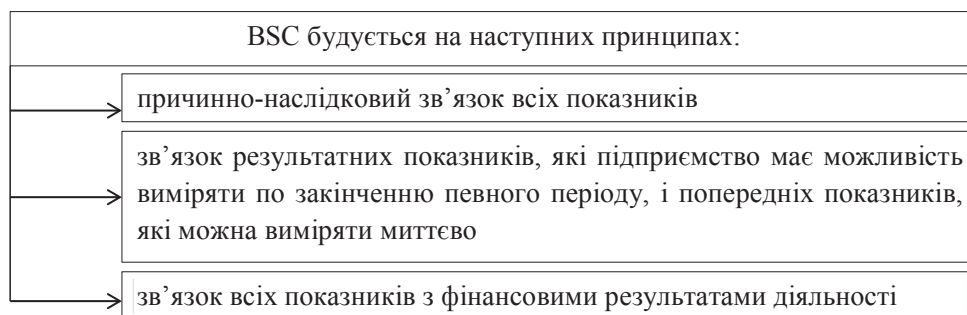 BSC будується на наступних принципах:
причинно-наслідковий зв’язок всіх показників
зв’язок результатних показників, які підприємство має можливість
виміряти по закінченню певного періоду, і попередніх показників,
які можна виміряти миттєво
зв’язок всіх показників з фінансовими результатами діяльності